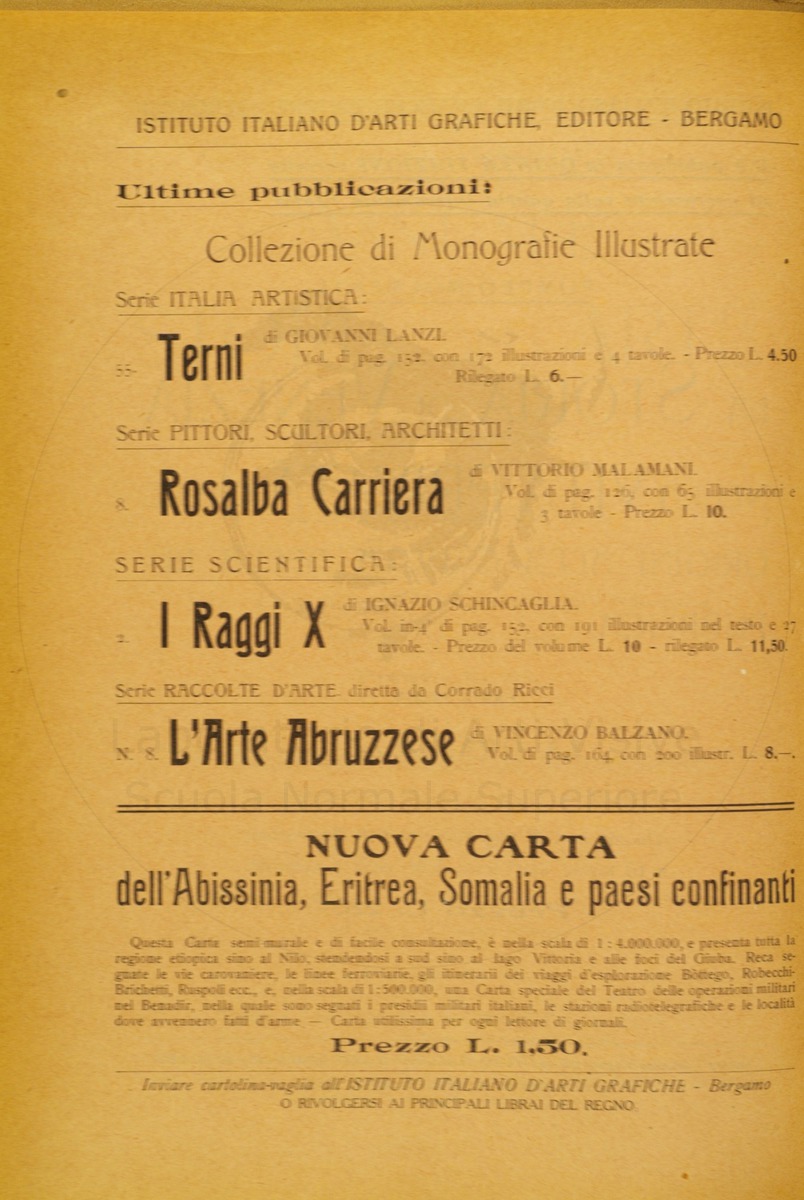 ISTITUTO ITALIANO D'ARTI GRAFICHE, EDITORE - BERGAMO
Ultime pubblicazioni:
Collezione di Monografie Illustrate
Serie ITALIA ARTISTICA:
55- Terni di GIOVANNI LANZI.
Vol. di pag. 152, con 172 illustrazioni e 4 tavole. - Prezzo L. 4.50
Rilegato L. 6.—
Serie PITTORI, SCULTORI, ARCHITETTI:
8. Rosalba Carriera di VITTORIO MALAMANI.
Vol. di pag. 126, con 65 illustrazioni e
3 tavole - Prezzo L. 10.
SERIE SCIENTIFICA:
2. I Raggi X di IGNAZIO SCHINCAGLIA.
Vol. in-4° di pag. 152, con 191 illustrazioni nel testo e 27
tavole. - Prezzo del volume L. 10 - rilegato L. 11,50.
Serie RACCOLTE D'ARTE diretta da Corrado Ricci
N. 8. L'Arte Abruzzese di VINCENZO BALZANO.
Vol. di pag. 164, con 200 illustr. L. 8.—.
Scuola Normale Superiore
NUOVA CARTA
dell'Abissinia, Eritrea, Somalia e paesi confinanti
Questa Carta semi-murale e di facile consultazione, è nella scala di 1:4.000.000, e presenta tutta la
regione etiopica sino al Nilo, stendendosi a sud sino al lago Vittoria e alle foci del Giuba. Reca se-
gnate le vie carovaniere, le linee ferroviarie, gli itinerarii dei viaggi d'esplorazione Bòttego, Robecchi-
Brichetti, Ruspoli ecc., e, nella scala di 1:500.000, una Carta speciale del Teatro delle operazioni militari
nel Benadir, nella quale sono segnati i presidii militari italiani, le stazioni radiotelegrafiche e le località
dove avvennero fatti d'arme — Carta utilissima per ogni lettore di giornali.
Prezzo L. 1.50.
Inviare cartolina-vaglia all'ISTITUTO ITALIANO D'ARTI GRAFICHE - Bergamo
O RIVOLGERSI AI PRINCIPALI LIBRAI DEL REGNO.